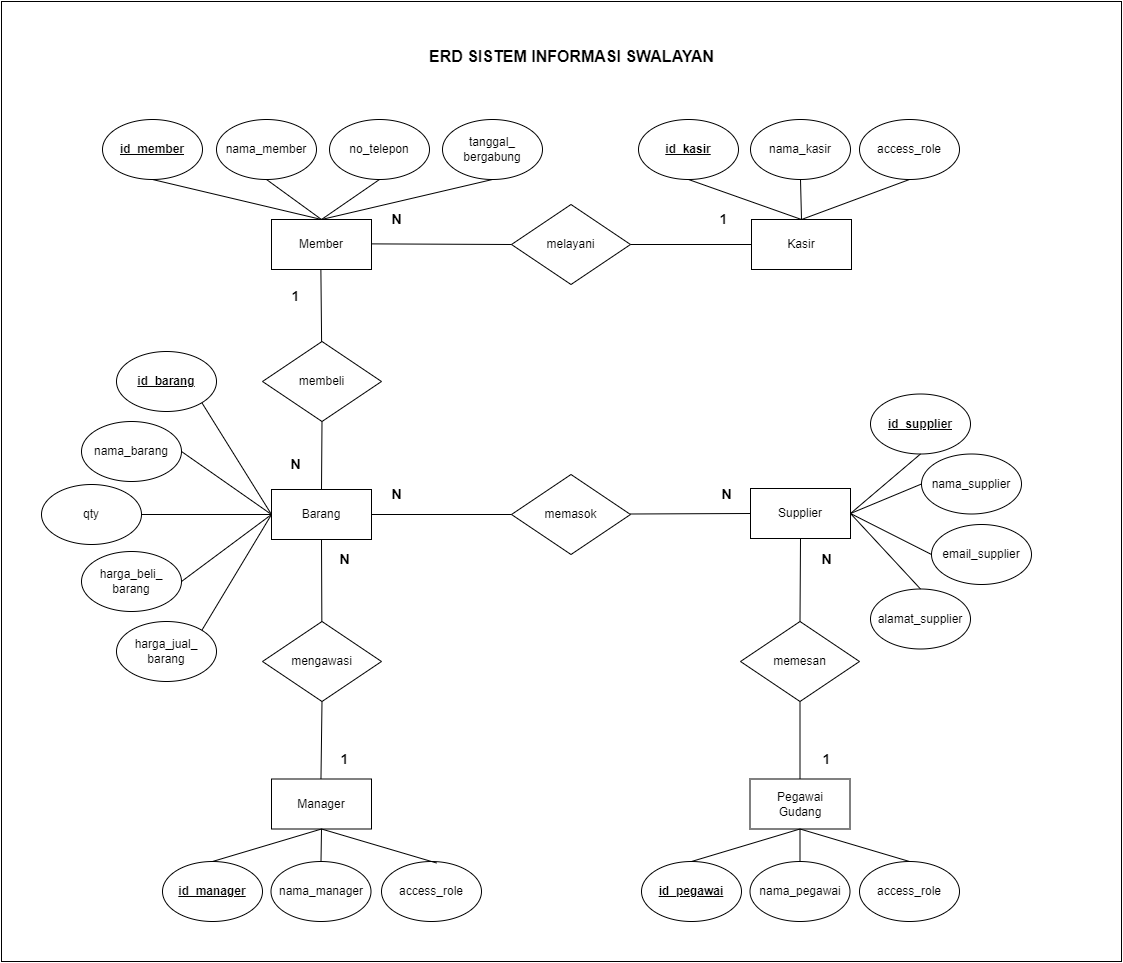 ERD SISTEM INFORMASI SWALAYAN
id_member
nama_member
no_telepon
tanggal_
bergabung
id_kasir
nama_kasir
access_role
Member
N
melayani
1
Kasir
1
membeli
N
id_barang
nama_barang
qty
harga_beli_
barang
harga_jual_
barang
Barang
N
memasok
N
Supplier
id_supplier
nama_supplier
email_supplier
alamat_supplier
N
mengawasi
1
Manager
N
memesan
1
Pegawai
Gudang
id_manager
nama_manager
access_role
id_pegawai
nama_pegawai
access_role